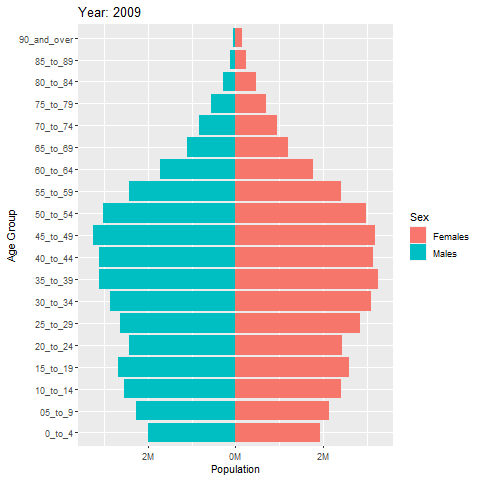 Year: 2009
90_and_over
85_to_89
80_to_84
75_to_79
70_to_74
65_to_69
60_to_64
55_to_59
50_to_54
45_to_49
40_to_44
35_to_39
30_to_34
25_to_29
20_to_24
15_to_19
10_to_14
05_to_9
0_to_4
Age Group
2M 0M 2M
Population
Sex
Females
Males